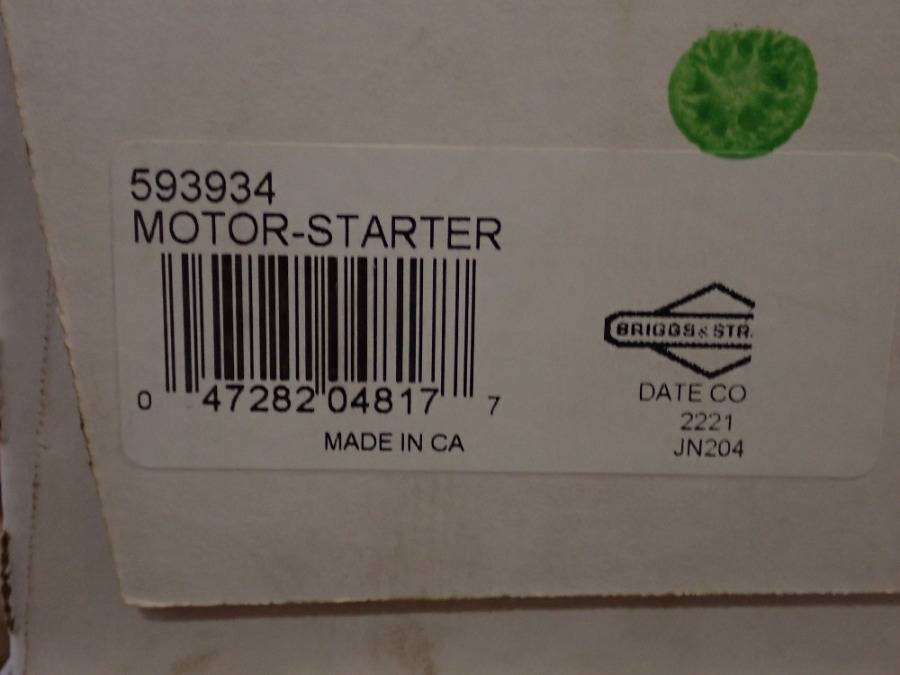 593934
MOTOR-STARTER
0 47282 04817 7
MADE IN CA
BRIGGS & STR
DATE CO
2221
JN204